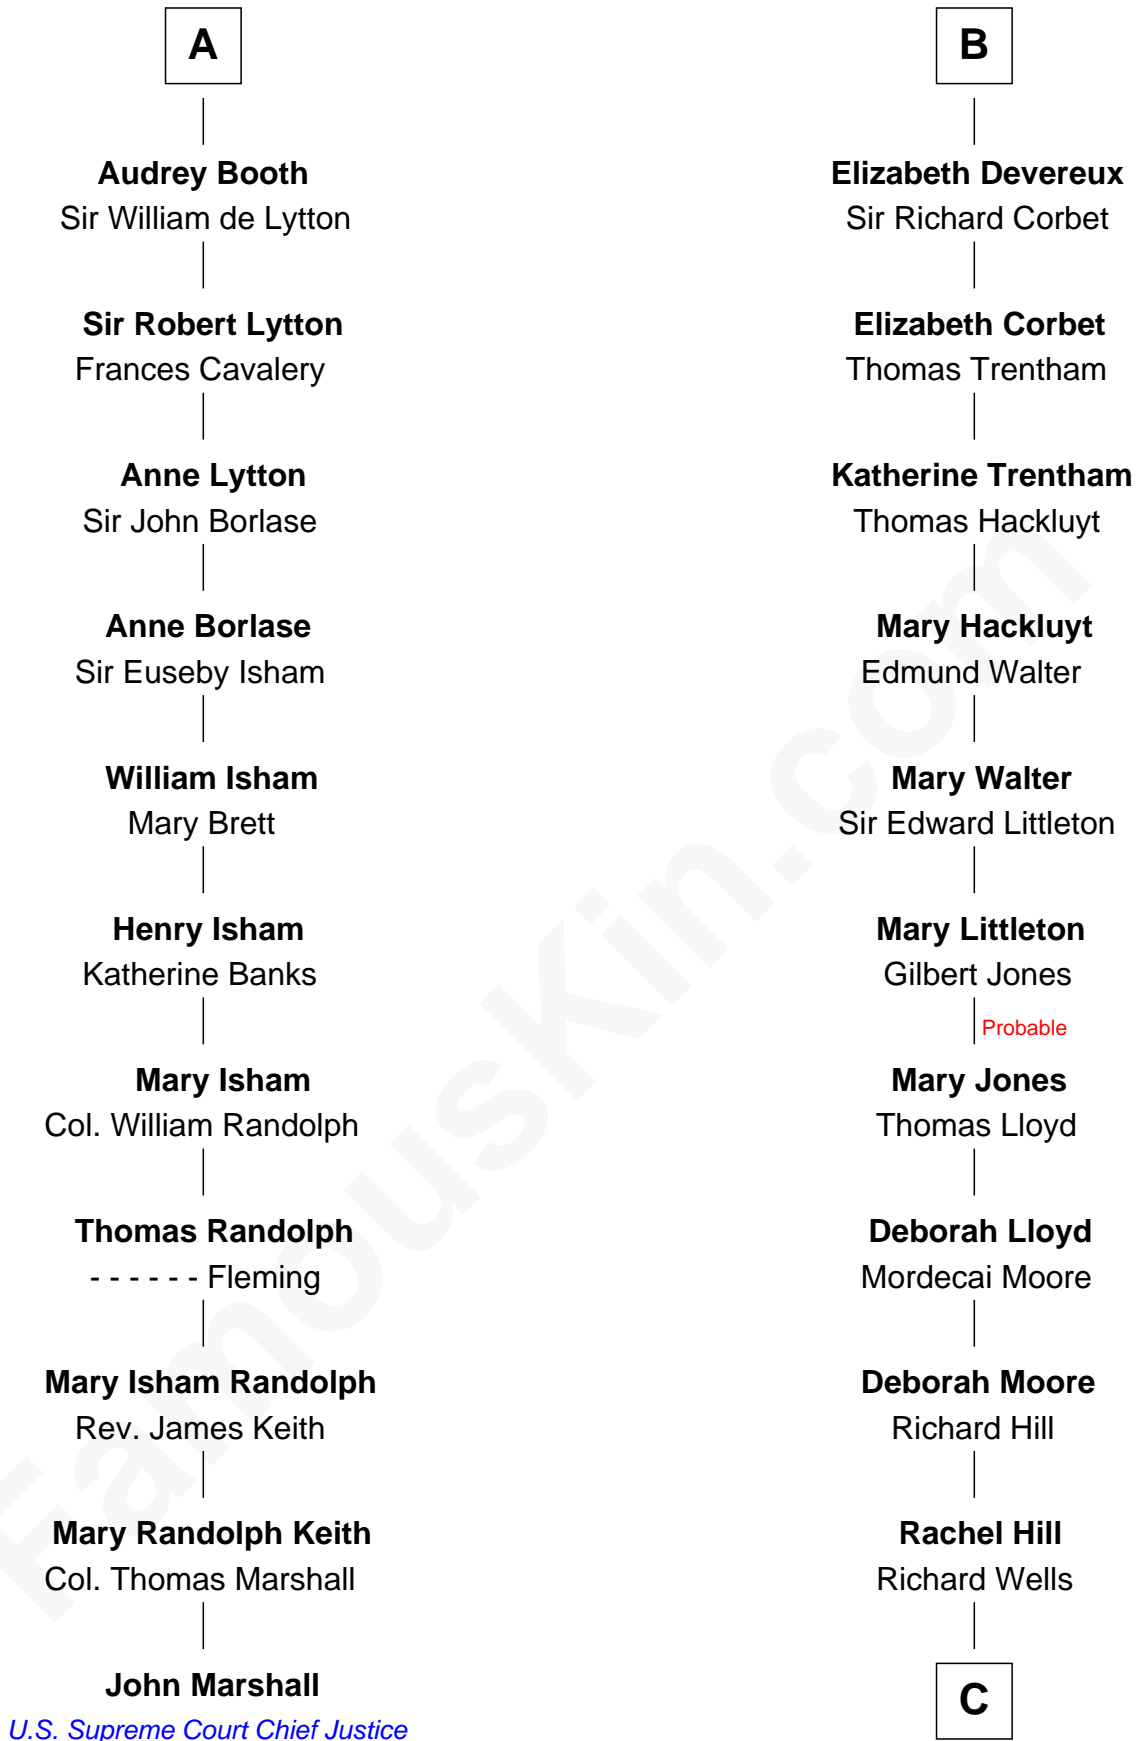 A
Audrey Booth
Sir William de Lytton
Sir Robert Lytton
Frances Cavalery
Anne Lytton
Sir John Borlase
Anne Borlase
Sir Euseby Isham
William Isham
Mary Brett
Henry Isham
Katherine Banks
Mary Isham
Col. William Randolph
Thomas Randolph
- - - - - - Fleming
Mary Isham Randolph
Rev. James Keith
Mary Randolph Keith
Col. Thomas Marshall
John Marshall
U.S. Supreme Court Chief Justice
B
Elizabeth Devereux
Sir Richard Corbet
Elizabeth Corbet
Thomas Trentham
Katherine Trentham
Thomas Hackluyt
Mary Hackluyt
Edmund Walter
Mary Walter
Sir Edward Littleton
Mary Littleton
Gilbert Jones
Probable
Mary Jones
Thomas Lloyd
Deborah Lloyd
Mordecai Moore
Deborah Moore
Richard Hill
Rachel Hill
Richard Wells
C
FamousKin.com